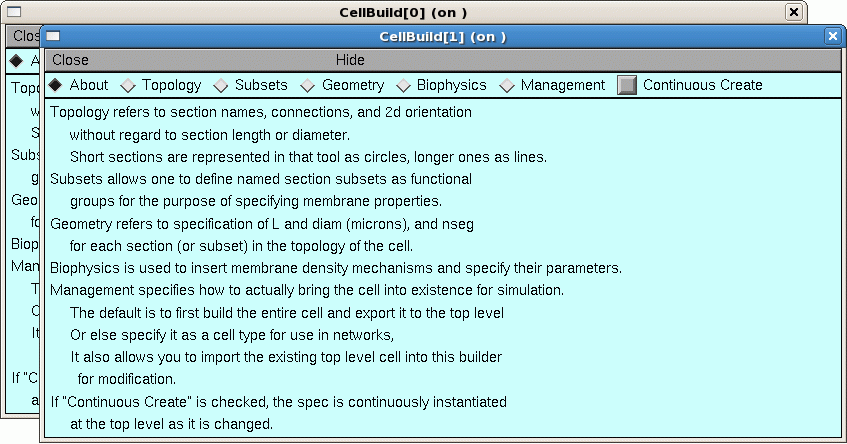 CellBuild[0] (on )
CellBuild[1] (on )
Clos
Close Hide
A
About Topology Subsets Geometry Biophysics Management Continuous Create
Topo
Topology refers to section names, connections, and 2d orientation
w
without regard to section length or diameter.
S
Short sections are represented in that tool as circles, longer ones as lines.
Subs
Subsets allows one to define named section subsets as functional
g
groups for the purpose of specifying membrane properties.
Geo
Geometry refers to specification of L and diam (microns), and nseg
fo
for each section (or subset) in the topology of the cell.
Biop
Biophysics is used to insert membrane density mechanisms and specify their parameters.
Man
Management specifies how to actually bring the cell into existence for simulation.
T
The default is to first build the entire cell and export it to the top level
O
Or else specify it as a cell type for use in networks,
It
It also allows you to import the existing top level cell into this builder
for modification.
If "C
If "Continuous Create" is checked, the spec is continuously instantiated
a
at the top level as it is changed.